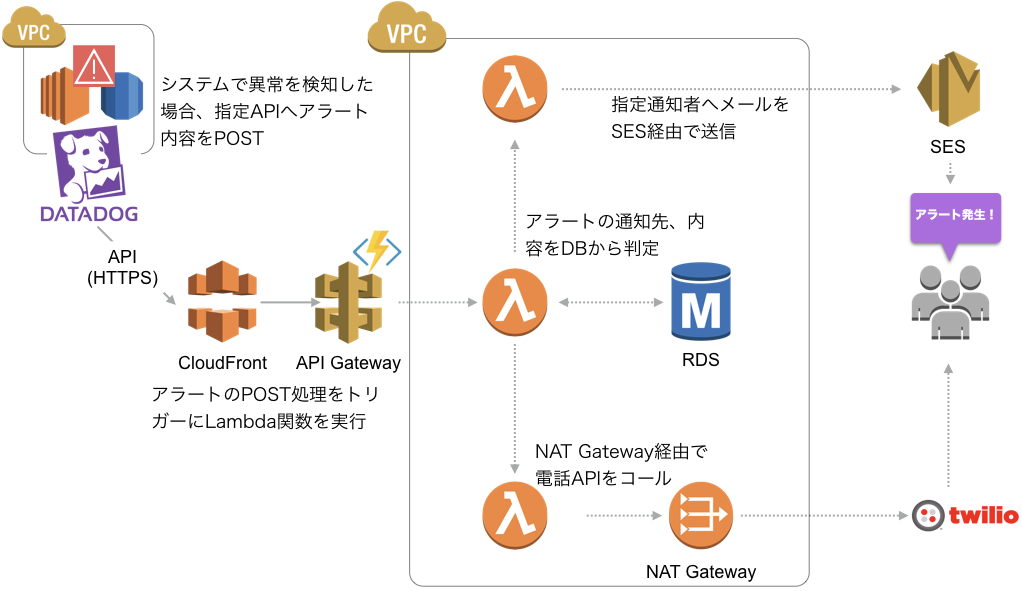 VPC
システムで異常を検知した
場合、指定APIへアラート
内容をPOST
DATADOG
API
(HTTPS)
CloudFront
API Gateway
アラートのPOST処理をトリ
ガーにLambda関数を実行
VPC
指定通知者へメールを
SES経由で送信
アラートの通知先、内
容をDBから判定
M
RDS
NAT Gateway経由で
電話APIをコール
NAT Gateway
SES
アラート発生！
twilio